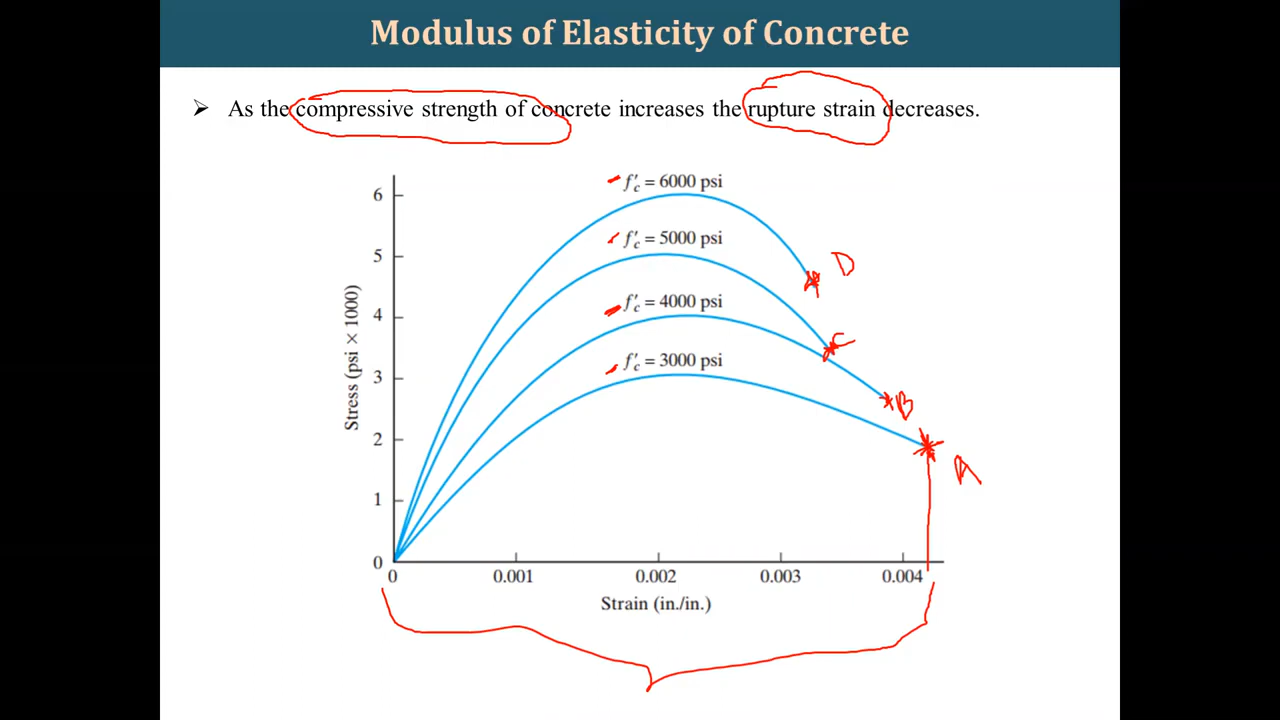 Modulus of Elasticity of Concrete
➢ As the compressive strength of concrete increases the rupture strain decreases.
f′c = 6000 psi
6
f′c = 5000 psi
D
5
f′c = 4000 psi
4
C
f′c = 3000 psi
3
B
2
A
1
0
Stress (psi × 1000)
0 0.001 0.002 0.003 0.004
Strain (in./in.)